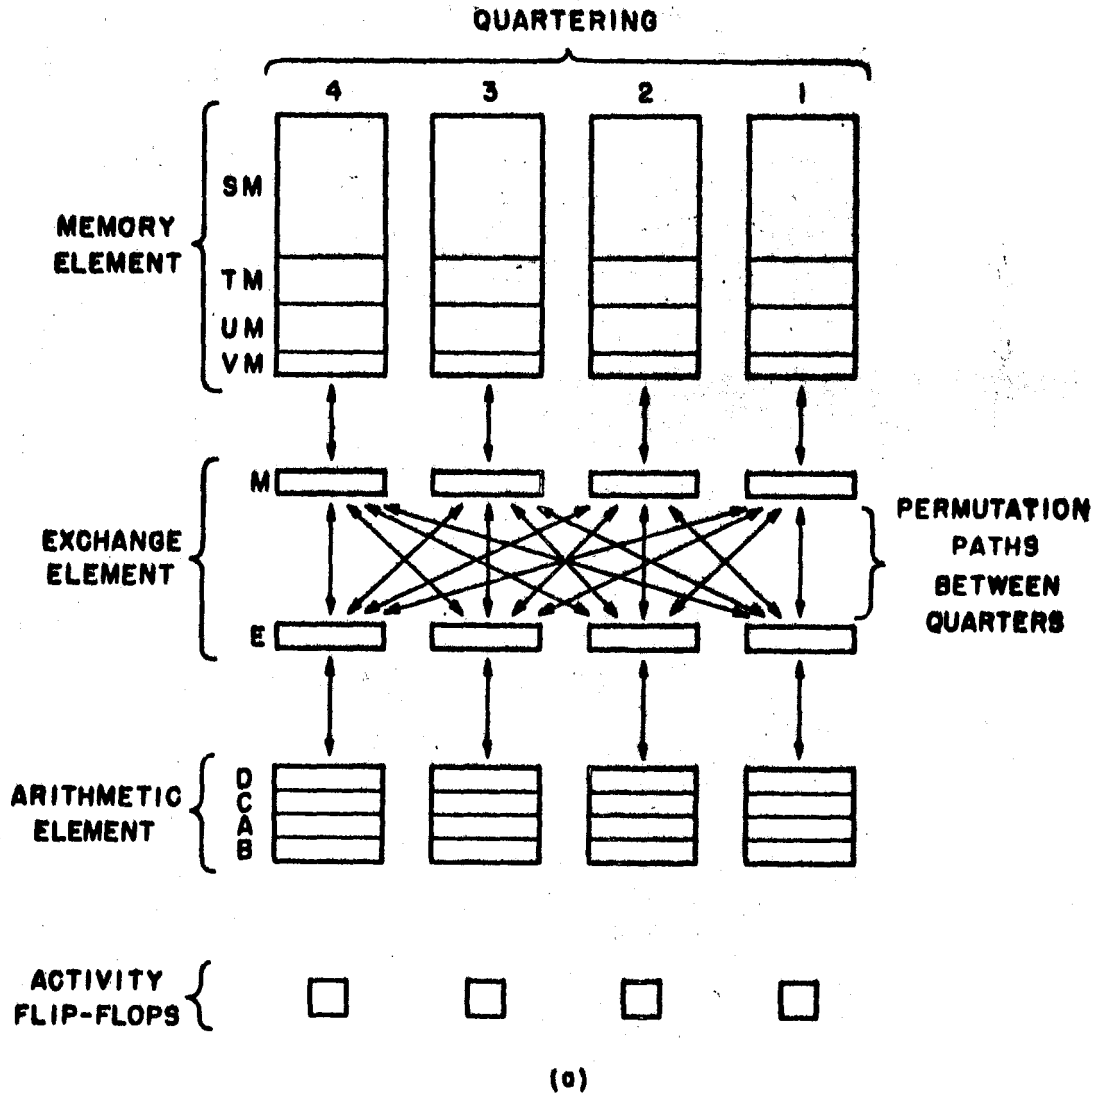 QUARTERING
4 3 2 1
SM
MEMORY
ELEMENT
TM
UM
VM
M
EXCHANGE
ELEMENT
E
PERMUTATION
PATHS
BETWEEN
QUARTERS
ARITHMETIC
ELEMENT
D
C
A
B
ACTIVITY
FLIP-FLOPS
(a)